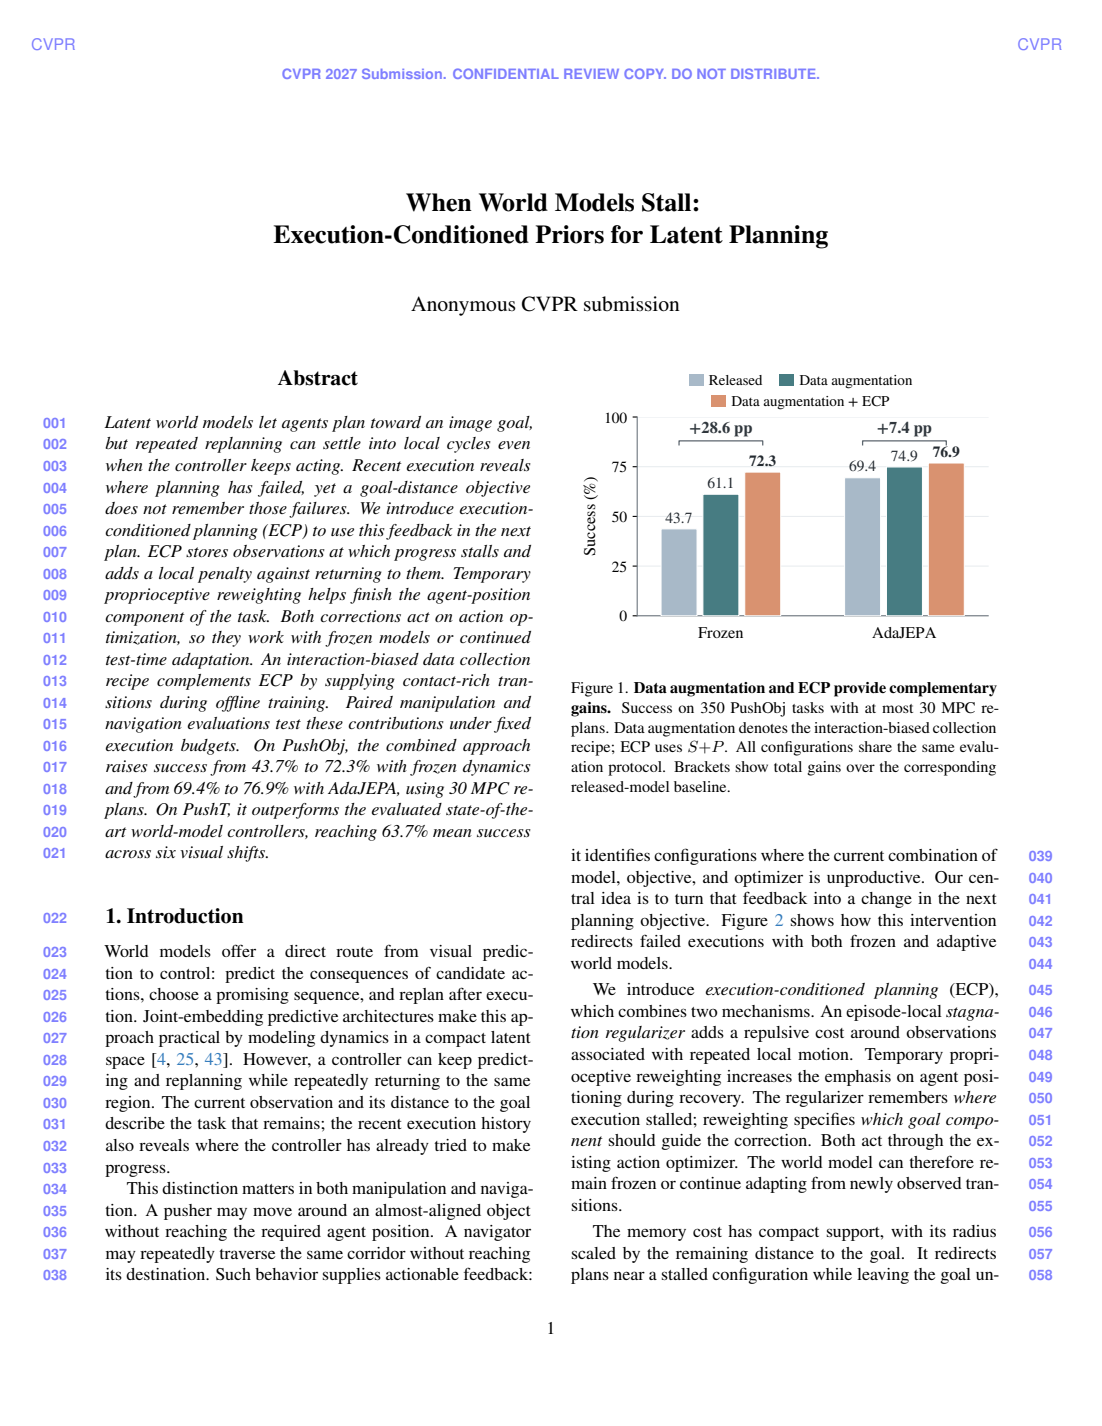 CVPR
CVPR
CVPR 2027 Submission. CONFIDENTIAL REVIEW COPY. DO NOT DISTRIBUTE.
When World Models Stall:
Execution-Conditioned Priors for Latent Planning
Anonymous CVPR submission
Abstract
001 Latent world models let agents plan toward an image goal,
002 but repeated replanning can settle into local cycles even
003 when the controller keeps acting. Recent execution reveals
004 where planning has failed, yet a goal-distance objective
005 does not remember those failures. We introduce execution-
006 conditioned planning (ECP) to use this feedback in the next
007 plan. ECP stores observations at which progress stalls and
008 adds a local penalty against returning to them. Temporary
009 proprioceptive reweighting helps finish the agent-position
010 component of the task. Both corrections act on action op-
011 timization, so they work with frozen models or continued
012 test-time adaptation. An interaction-biased data collection
013 recipe complements ECP by supplying contact-rich tran-
014 sitions during offline training. Paired manipulation and
015 navigation evaluations test these contributions under fixed
016 execution budgets. On PushObj, the combined approach
017 raises success from 43.7% to 72.3% with frozen dynamics
018 and from 69.4% to 76.9% with AdaJEPA, using 30 MPC re-
019 plans. On PushT, it outperforms the evaluated state-of-the-
020 art world-model controllers, reaching 63.7% mean success
021 across six visual shifts.
022 1. Introduction
023 World models offer a direct route from visual predic-
024 tion to control: predict the consequences of candidate ac-
025 tions, choose a promising sequence, and replan after execu-
026 tion. Joint-embedding predictive architectures make this ap-
027 proach practical by modeling dynamics in a compact latent
028 space [4, 25, 43]. However, a controller can keep predict-
029 ing and replanning while repeatedly returning to the same
030 region. The current observation and its distance to the goal
031 describe the task that remains; the recent execution history
032 also reveals where the controller has already tried to make
033 progress.
034 This distinction matters in both manipulation and naviga-
035 tion. A pusher may move around an almost-aligned object
036 without reaching the required agent position. A navigator
037 may repeatedly traverse the same corridor without reaching
038 its destination. Such behavior supplies actionable feedback:
Released Data augmentation
Data augmentation + ECP
Success (%)
100
75
50
25
0
+28.6 pp
43.7
61.1
72.3
+7.4 pp
69.4
74.9
76.9
Frozen
AdaJEPA
Figure 1. Data augmentation and ECP provide complementary
gains. Success on 350 PushObj tasks with at most 30 MPC re-
plans. Data augmentation denotes the interaction-biased collection
recipe; ECP uses S+P. All configurations share the same evalu-
ation protocol. Brackets show total gains over the corresponding
released-model baseline.
it identifies configurations where the current combination of 039
model, objective, and optimizer is unproductive. Our cen- 040
tral idea is to turn that feedback into a change in the next 041
planning objective. Figure 2 shows how this intervention 042
redirects failed executions with both frozen and adaptive 043
world models. 044
We introduce execution-conditioned planning (ECP), 045
which combines two mechanisms. An episode-local stagna- 046
tion regularizer adds a repulsive cost around observations 047
associated with repeated local motion. Temporary propri- 048
oceptive reweighting increases the emphasis on agent posi- 049
tioning during recovery. The regularizer remembers where 050
execution stalled; reweighting specifies which goal compo- 051
nent should guide the correction. Both act through the ex- 052
isting action optimizer. The world model can therefore re- 053
main frozen or continue adapting from newly observed tran- 054
sitions. 055
The memory cost has compact support, with its radius 056
scaled by the remaining distance to the goal. It redirects 057
plans near a stalled configuration while leaving the goal un- 058
1